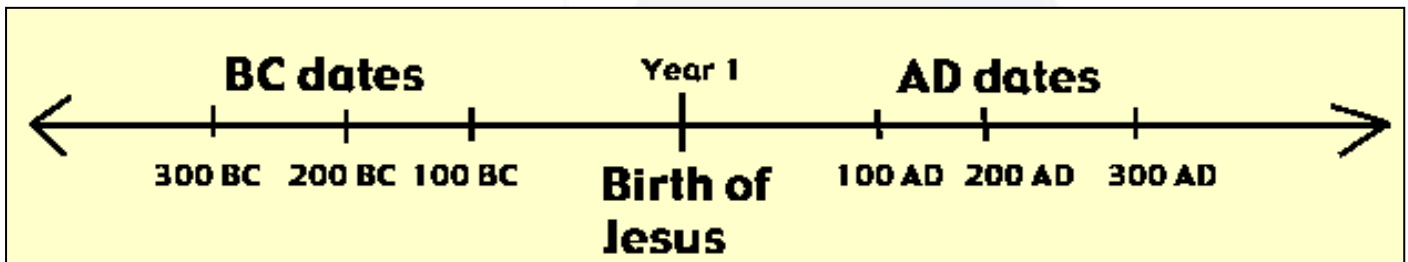 BC dates
Year 1
AD dates
300 BC 200 BC 100 BC
Birth of
Jesus
100 AD 200 AD 300 AD